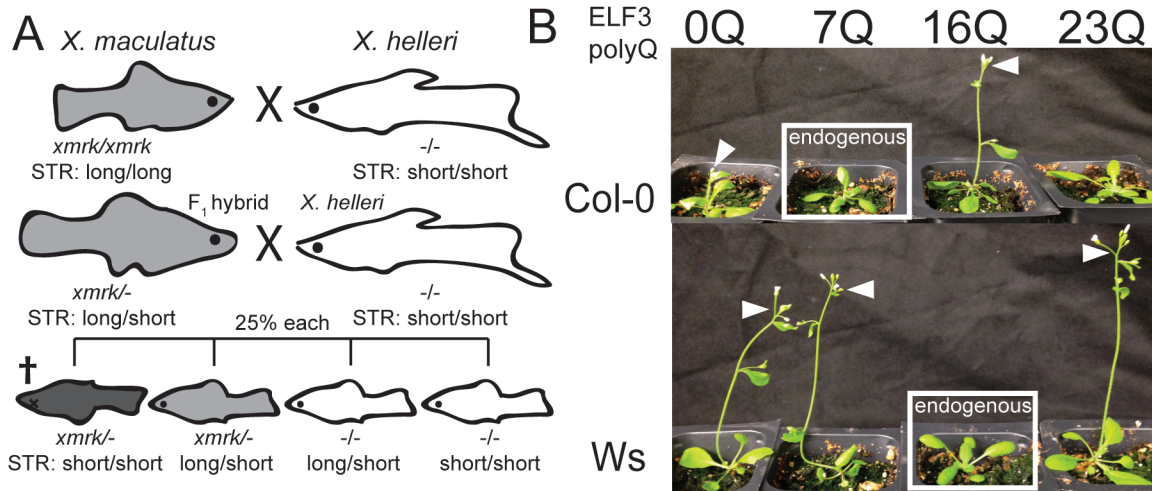 A
X. maculatus
X. helleri
X
xmrk/xmrk
STR: long/long
-/-
STR: short/short
F1 hybrid
X. helleri
X
xmrk/-
STR: long/short
-/-
STR: short/short
25% each
†
xmrk/-
STR: short/short
xmrk/-
long/short
-/-
long/short
-/-
short/short
B
ELF3
polyQ
0Q 7Q 16Q 23Q
endogenous
Col-0
endogenous
Ws